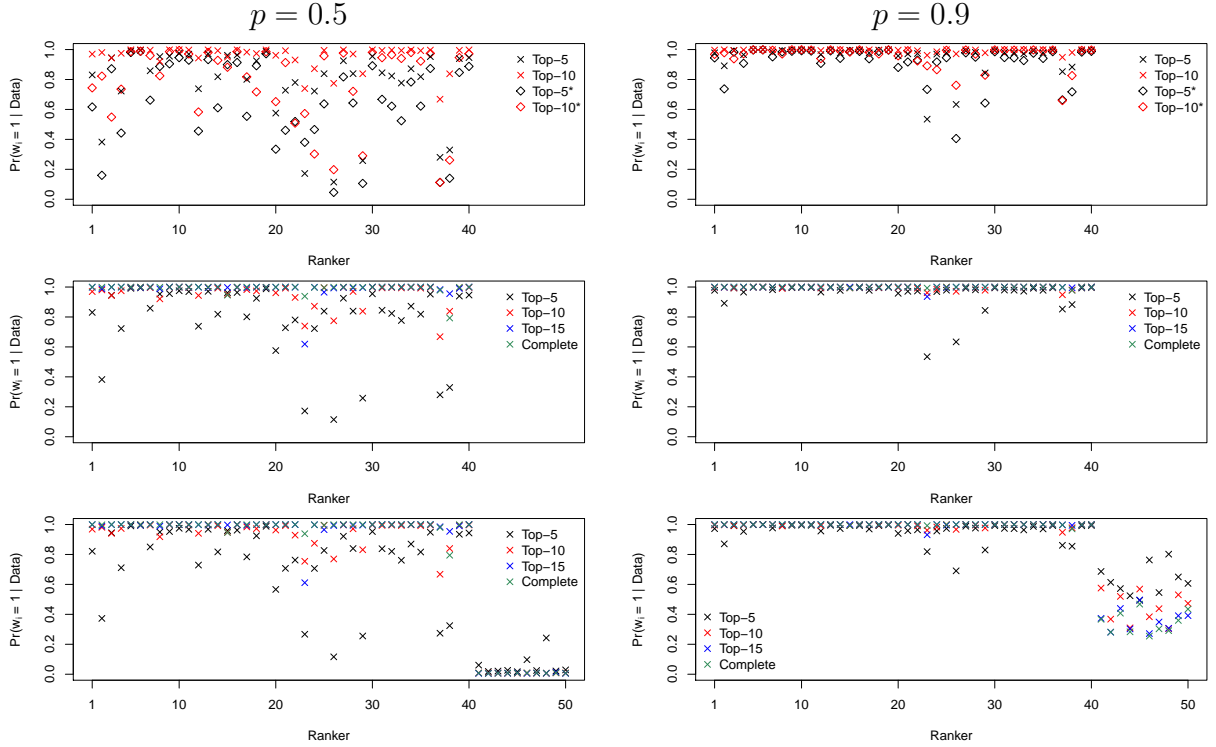 p = 0.5
p = 0.9
Pr(wi = 1 | Data)
0.0 0.2 0.4 0.6 0.8 1.0
Top−5
Top−10
Top−5*
Top−10*
1 10 20 30 40
Ranker
Pr(wi = 1 | Data)
0.0 0.2 0.4 0.6 0.8 1.0
Top−5
Top−10
Top−5*
Top−10*
1 10 20 30 40
Ranker
Pr(wi = 1 | Data)
0.0 0.2 0.4 0.6 0.8 1.0
Top−5
Top−10
Top−15
Complete
1 10 20 30 40
Ranker
Pr(wi = 1 | Data)
0.0 0.2 0.4 0.6 0.8 1.0
Top−5
Top−10
Top−15
Complete
1 10 20 30 40
Ranker
Pr(wi = 1 | Data)
0.0 0.2 0.4 0.6 0.8 1.0
Top−5
Top−10
Top−15
Complete
1 10 20 30 40 50
Ranker
Pr(wi = 1 | Data)
0.0 0.2 0.4 0.6 0.8 1.0
Top−5
Top−10
Top−15
Complete
1 10 20 30 40 50
Ranker